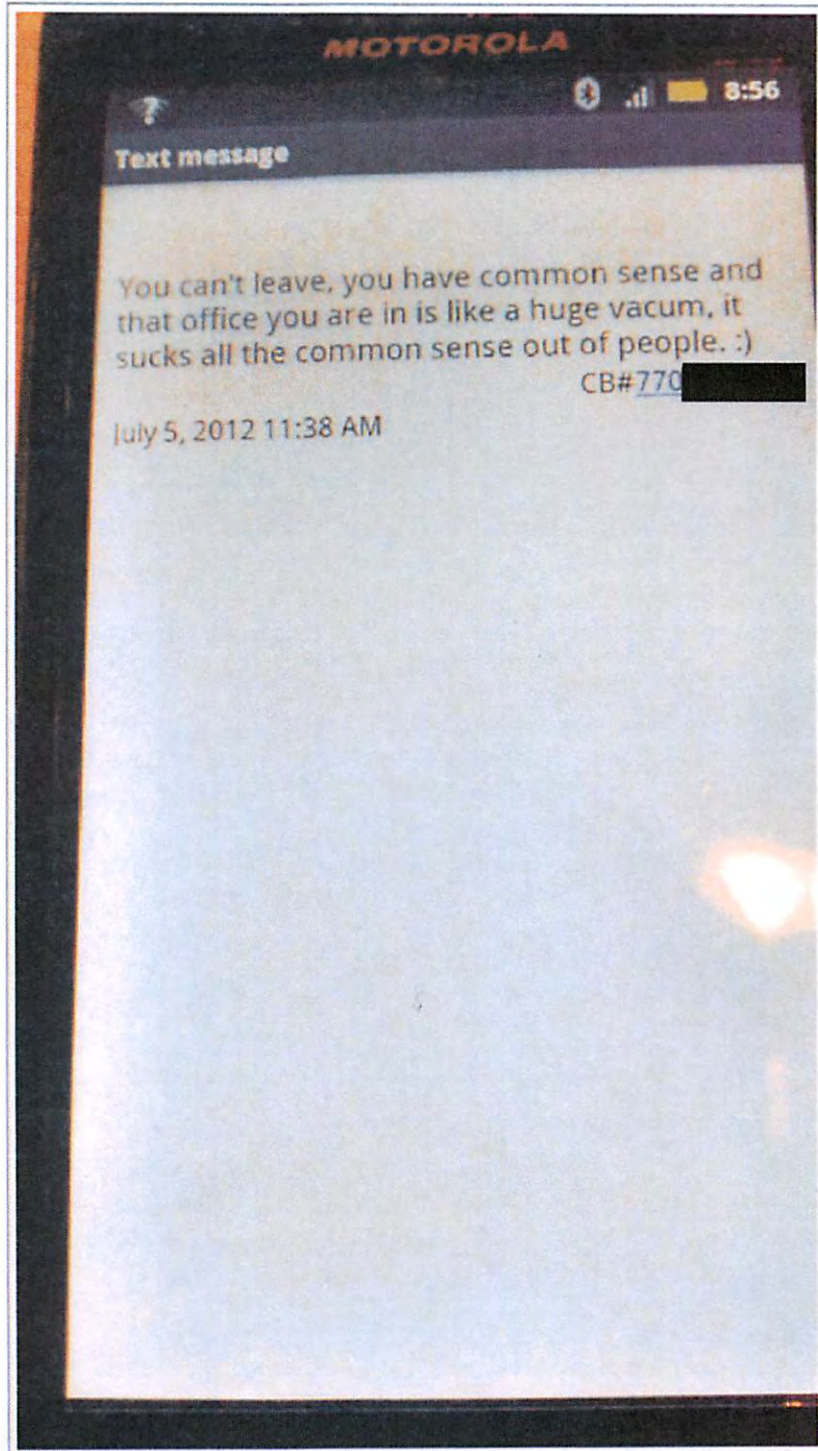 MOTOROLA
8:56
Text message
You can't leave, you have common sense and
that office you are in is like a huge vacum, it
sucks all the common sense out of people. :)
CB#770
July 5, 2012 11:38 AM